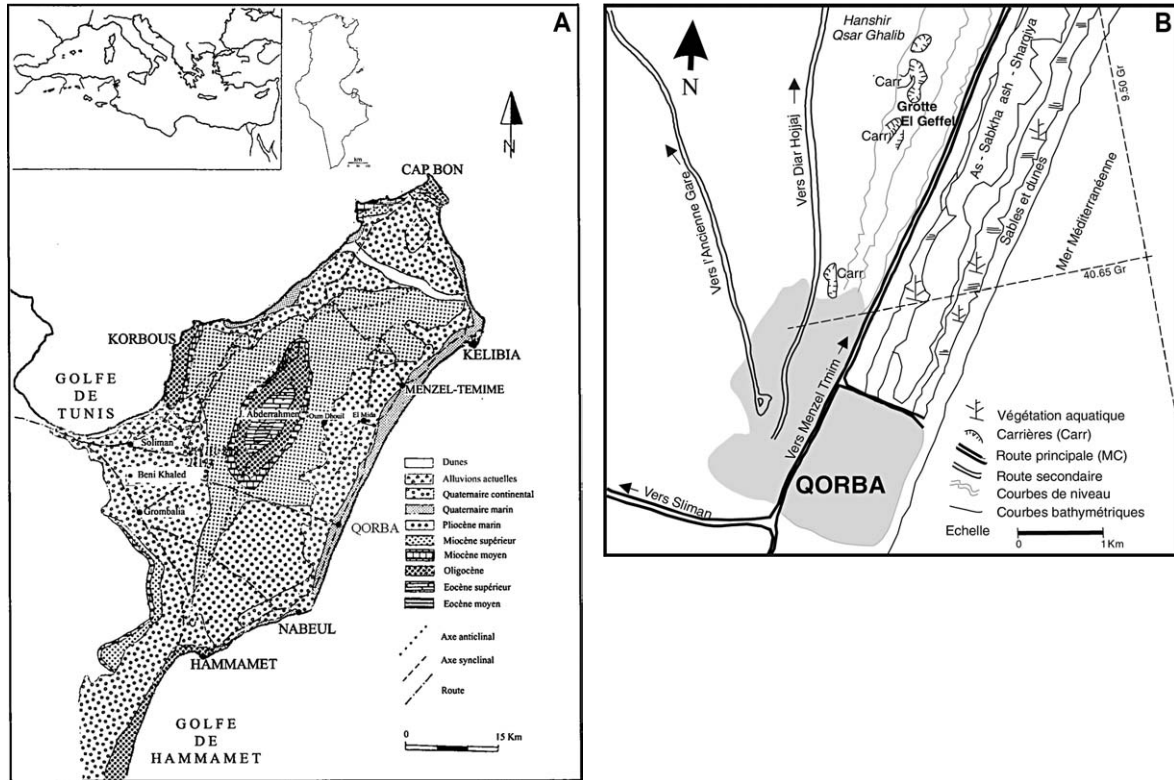 A
N
CAP BON
KORBOUS
KELIBIA
GOLFE
DE
TUNIS
MENZEL-TEMIME
J. Abderrahmen
Oum Dhouil
El Mida
Soliman
Beni Khaled
Grombalia
QORBA
NABEUL
HAMMAMET
GOLFE
DE
HAMMAMET
Dunes
Alluvions actuelles
Quaternaire continental
Quaternaire marin
Pliocène marin
Miocène supérieur
Miocène moyen
Oligocène
Eocène supérieur
Eocène moyen
Axe anticlinal
Axe synclinal
Route
0 15 Km
B
N
Hanshir
Qsar Ghalib
Carr
Grotte
El Geffel
Carr
Carr
Vers l'Ancienne Gare
Vers Diar Hojjaj
Vers Menzel Tmim
Vers Sliman
As - Sabkha ash - Sharqiya
Sables et dunes
Mer Méditerranéenne
9.50 Gr
40.65 Gr
QORBA
Végétation aquatique
Carrières (Carr)
Route principale (MC)
Route secondaire
Courbes de niveau
Courbes bathymétriques
Echelle
0 1 Km